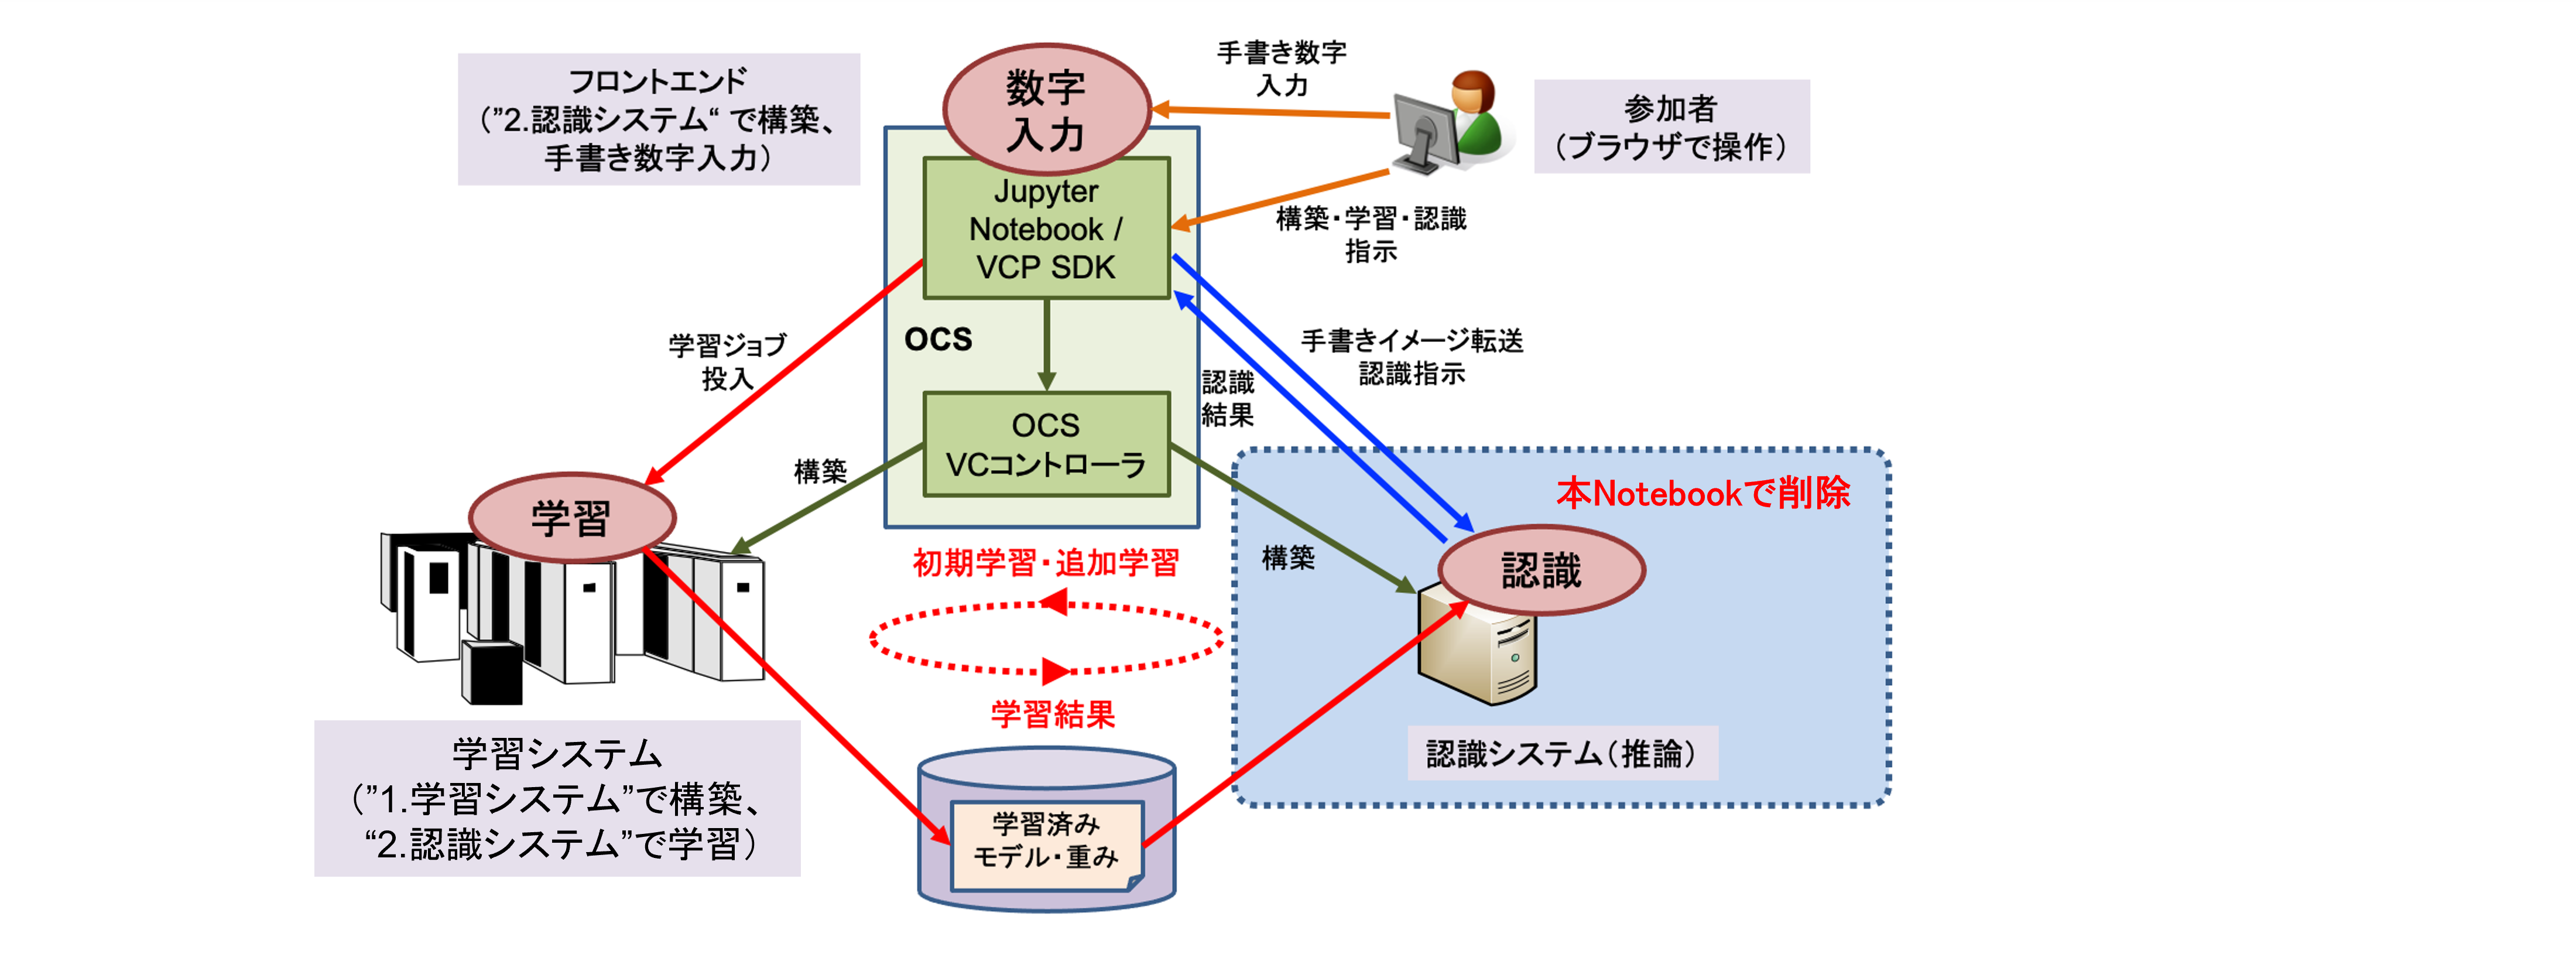 フロントエンド
（”2.認識システム“ で構築、
手書き数字入力）
数字
入力
手書き数字
入力
参加者
（ブラウザで操作）
Jupyter
Notebook /
VCP SDK
構築・学習・認識
指示
OCS
学習ジョブ
投入
手書きイメージ転送
認識指示
認識
結果
OCS
VCコントローラ
構築
構築
本Notebookで削除
学習
認識
初期学習・追加学習
学習結果
学習システム
（”1.学習システム”で構築、
“2.認識システム”で学習）
認識システム（推論）
学習済み
モデル・重み